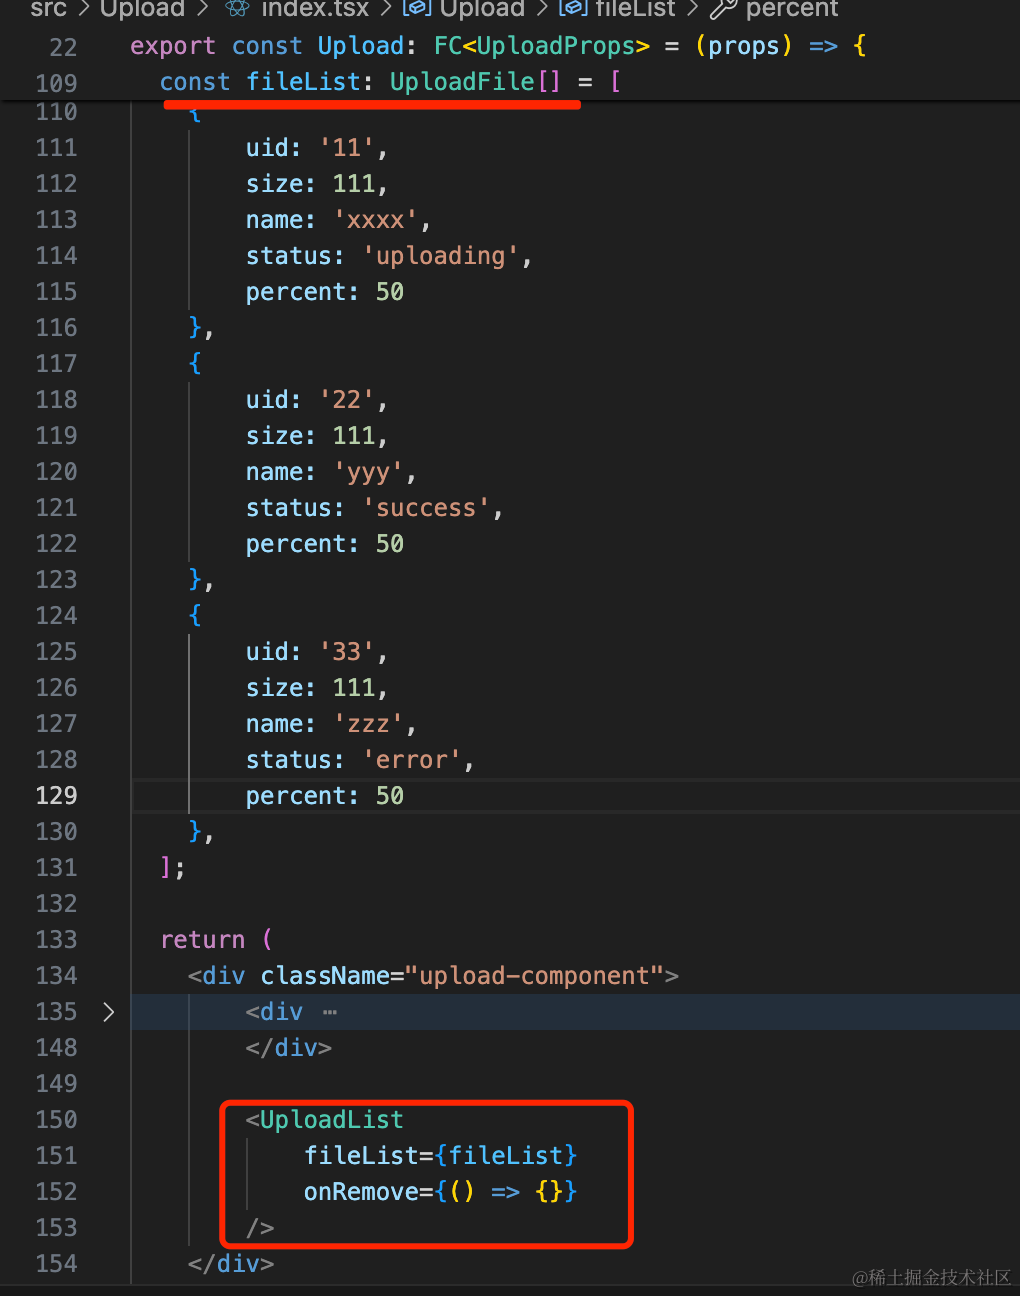 src > Upload > index.tsx > Upload > fileList > percent
22 export const Upload: FC<UploadProps> = (props) => {
109 const fileList: UploadFile[] = [
110 {
111 uid: '11',
112 size: 111,
113 name: 'xxxx',
114 status: 'uploading',
115 percent: 50
116 },
117 {
118 uid: '22',
119 size: 111,
120 name: 'yyy',
121 status: 'success',
122 percent: 50
123 },
124 {
125 uid: '33',
126 size: 111,
127 name: 'zzz',
128 status: 'error',
129 percent: 50
130 },
131 ];
132
133 return (
134 <div className="upload-component">
135 > <div ⋯
148 </div>
149
150 <UploadList
151 fileList={fileList}
152 onRemove={() => {}}
153 />
154 </div>
@稀土掘金技术社区